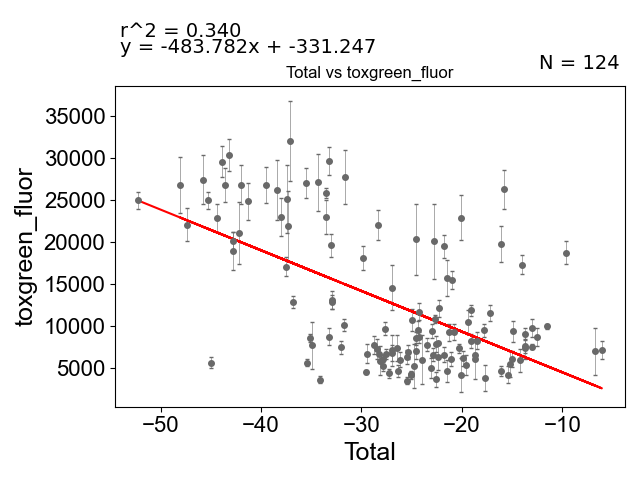 r^2 = 0.340
y = -483.782x + -331.247
N = 124
Total vs toxgreen_fluor
35000
30000
25000
20000
15000
10000
5000
toxgreen_fluor
−50
−40
−30
−20
−10
Total